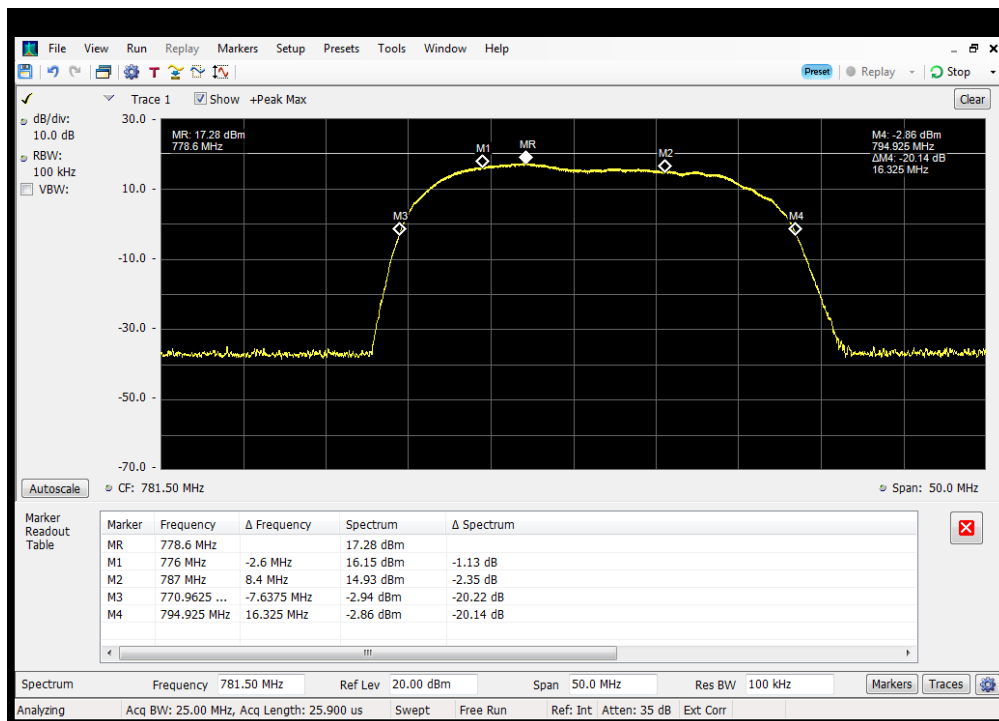 File View Run Replay Markers Setup Presets Tools Window Help
T Preset Replay Stop
Trace 1 Show +Peak Max Clear
dB/div:
10.0 dB
RBW:
100 kHz
VBW:
30.0 -
10.0 -
-10.0 -
-30.0 -
-50.0 -
-70.0 -
MR: 17.28 dBm
778.6 MHz
M4: -2.86 dBm
794.925 MHz
ΔM4: -20.14 dB
16.325 MHz
M1 MR M2
M3 M4
Autoscale CF: 781.50 MHz Span: 50.0 MHz
Marker
Readout
Table
Marker Frequency Δ Frequency Spectrum Δ Spectrum
MR 778.6 MHz 17.28 dBm
M1 776 MHz -2.6 MHz 16.15 dBm -1.13 dB
M2 787 MHz 8.4 MHz 14.93 dBm -2.35 dB
M3 770.9625 ... -7.6375 MHz -2.94 dBm -20.22 dB
M4 794.925 MHz 16.325 MHz -2.86 dBm -20.14 dB
Spectrum Frequency 781.50 MHz Ref Lev 20.00 dBm Span 50.0 MHz Res BW 100 kHz Markers Traces
Analyzing Acq BW: 25.00 MHz, Acq Length: 25.900 us Swept Free Run Ref: Int Atten: 35 dB Ext Corr